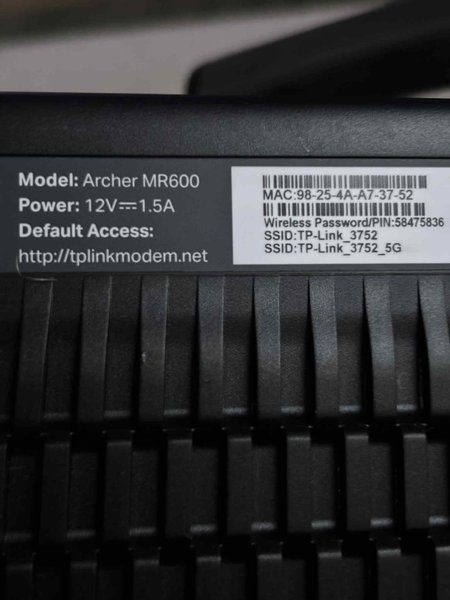 Model: Archer MR600
Power: 12V⎓1.5A
Default Access:
http://tplinkmodem.net
MAC:98-25-4A-A7-37-52
Wireless Password/PIN:58475836
SSID:TP-Link_3752
SSID:TP-Link_3752_5G